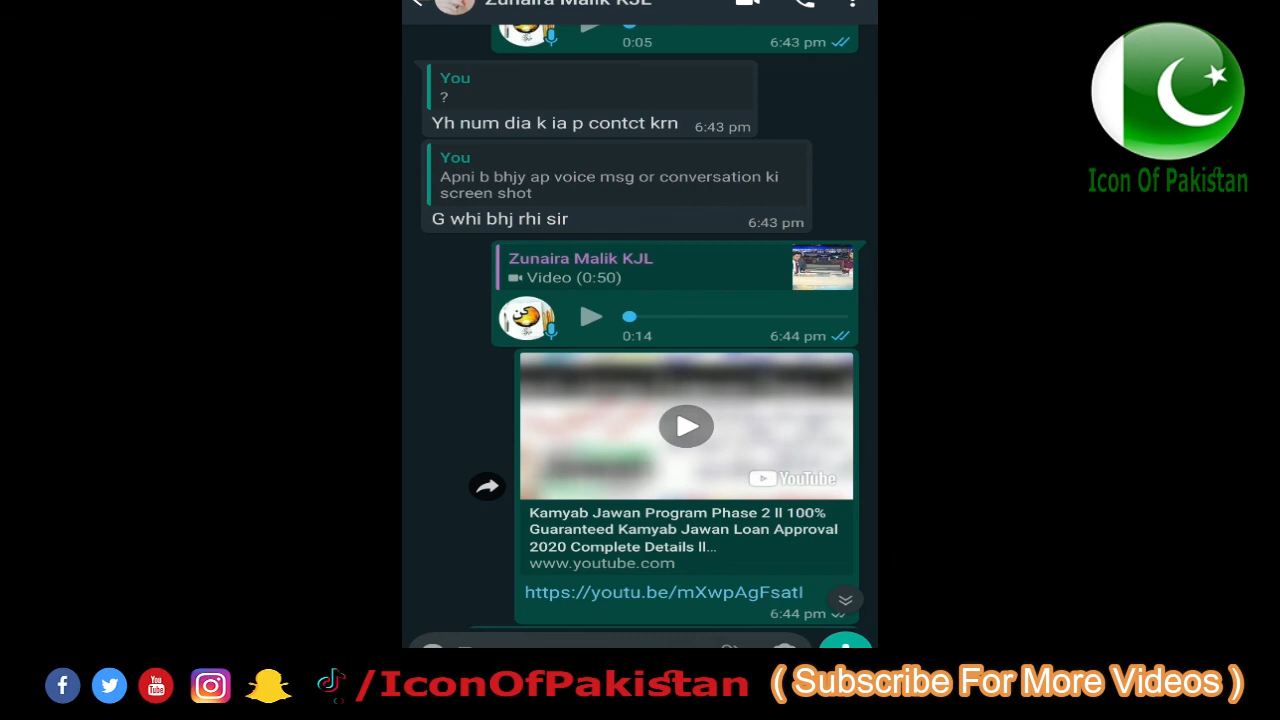 Zunaira Malik KJL
0:05
6:43 pm
You
?
Yh num dia k ia p contct krn
6:43 pm
You
Apni b bhjy ap voice msg or conversation ki
screen shot
G whi bhj rhi sir
6:43 pm
Zunaira Malik KJL
Video (0:50)
0:14
6:44 pm
YouTube
Kamyab Jawan Program Phase 2 ll 100%
Guaranteed Kamyab Jawan Loan Approval
2020 Complete Details ll...
www.youtube.com
https://youtu.be/mXwpAgFsatI
6:44 pm
Icon Of Pakistan
You
Tube
/IconOfPakistan
( Subscribe For More Videos )